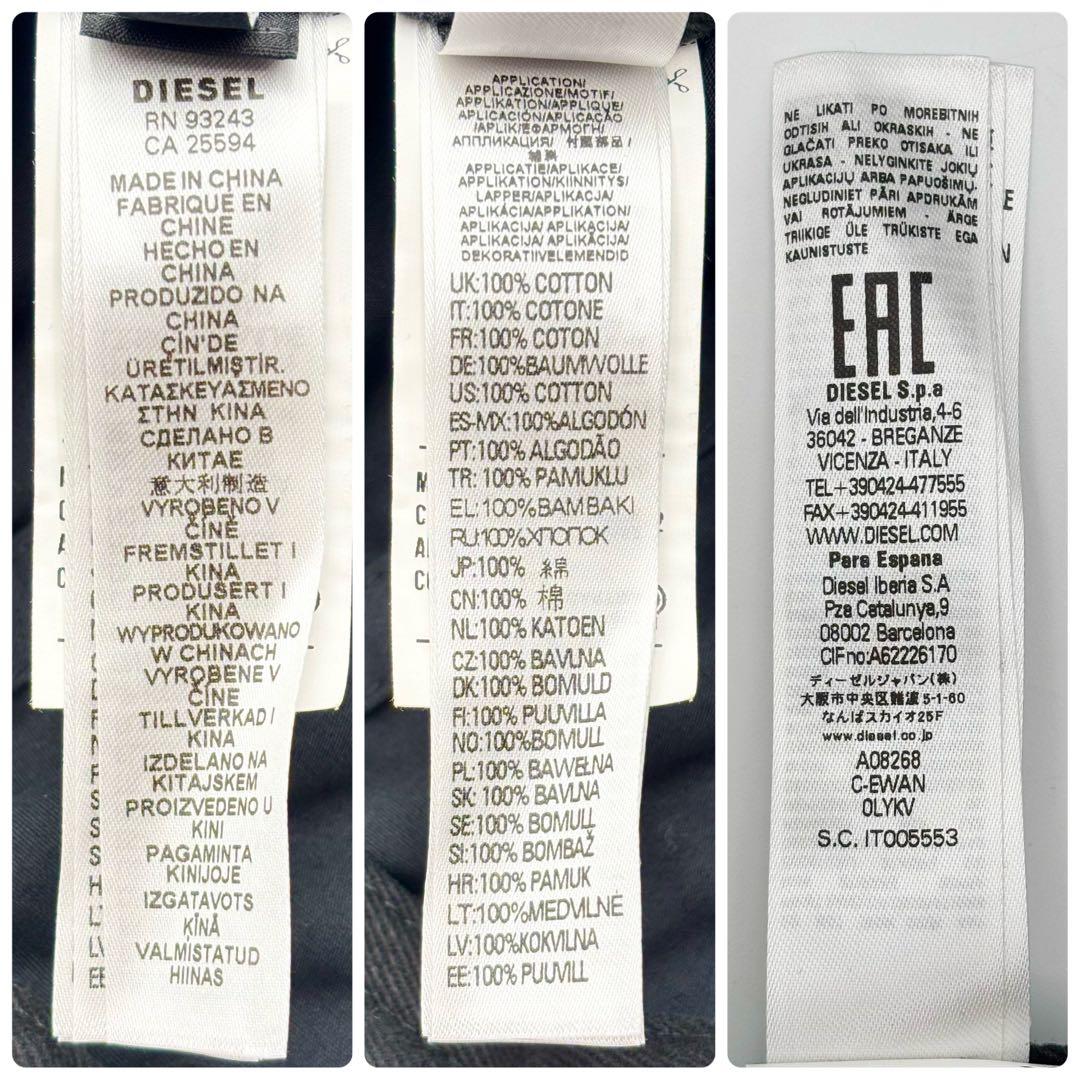 DIESEL
RN 93243
CA 25594
MADE IN CHINA
FABRIQUE EN
CHINE
HECHO EN
CHINA
PRODUZIDO NA
CHINA
ÇİN'DE
ÜRETİLMİŞTİR.
ΚΑΤΑΣΚΕΥΑΣΜΕΝΟ
ΣΤΗΝ ΚΙΝΑ
СДЕЛАНО В
КИТАЕ
意大利制造
VYROBENO V
ČÍNĚ
FREMSTILLET I
KINA
PRODUSERT I
KINA
WYPRODUKOWANO
W CHINACH
VYROBENE V
ČÍNE
TILLVERKAD I
KINA
IZDELANO NA
KITAJSKEM
PROIZVEDENO U
KINI
PAGAMINTA
KINIJOJE
IZGATAVOTS
ĶĪNĀ
VALMISTATUD
HIINAS
APPLICATION/
APPLICAZIONE/MOTIF/
APPLIKATION/APPLIQUE/
APLICACIÓN/APLICAÇÃO
/APLIK/ΕΦΑΡΜΟΓΗ/
АППЛИКАЦИЯ/ 付属部品/
APPLICATIE/APLIKACE/
APPLIKATION/KIINNITYS/
LAPPER/APLIKACJA/
APLIKÁCIA/APPLIKATION/
APLIKACIJA/ APLIKACIJA/
APLIKACIJA/ APLIKĀCIJA/
DEKORATIIVELEMENDID
UK:100% COTTON
IT:100% COTONE
FR:100% COTON
DE:100%BAUMWOLLE
US:100% COTTON
ES-MX:100%ALGODÓN
PT:100% ALGODÃO
TR: 100% PAMUKLU
EL:100%ΒΑΜΒΑΚΙ
RU:100%ХЛОПОК
JP:100% 綿
CN:100% 棉
NL:100% KATOEN
CZ:100% BAVLNA
DK:100% BOMULD
FI:100% PUUVILLA
NO:100%BOMULL
PL:100% BAWEŁNA
SK: 100% BAVLNA
SE:100% BOMULL
SI:100% BOMBAŽ
HR:100% PAMUK
LT:100%MEDVILNĖ
LV:100%KOKVILNA
EE:100% PUUVILL
NE LIKATI PO MOREBITNIH
ODTISIH ALI OKRASKIH - NE
GLAČATI PREKO OTISAKA ILI
UKRASA - NELYGINKITE JOKIŲ
APLIKACIJŲ ARBA PAPUOŠIMŲ-
NEGLUDINIET PĀRI APDRUKĀM
VAI ROTĀJUMIEM - ÄRGE
TRIIKIGE ÜLE TRÜKISTE EGA
KAUNISTUSTE
EAC
DIESEL S.p.a
Via dell'Industria,4-6
36042 - BREGANZE
VICENZA - ITALY
TEL+390424-477555
FAX+390424-411955
WWW.DIESEL.COM
Para Espana
Diesel Iberia S.A
Pza Catalunya,9
08002 Barcelona
CIFno:A62226170
ディーゼルジャパン(株)
大阪市中央区難波5-1-60
なんばスカイオ25F
www.diesel.co.jp
A08268
C-EWAN
OLYKV
S.C. IT005553